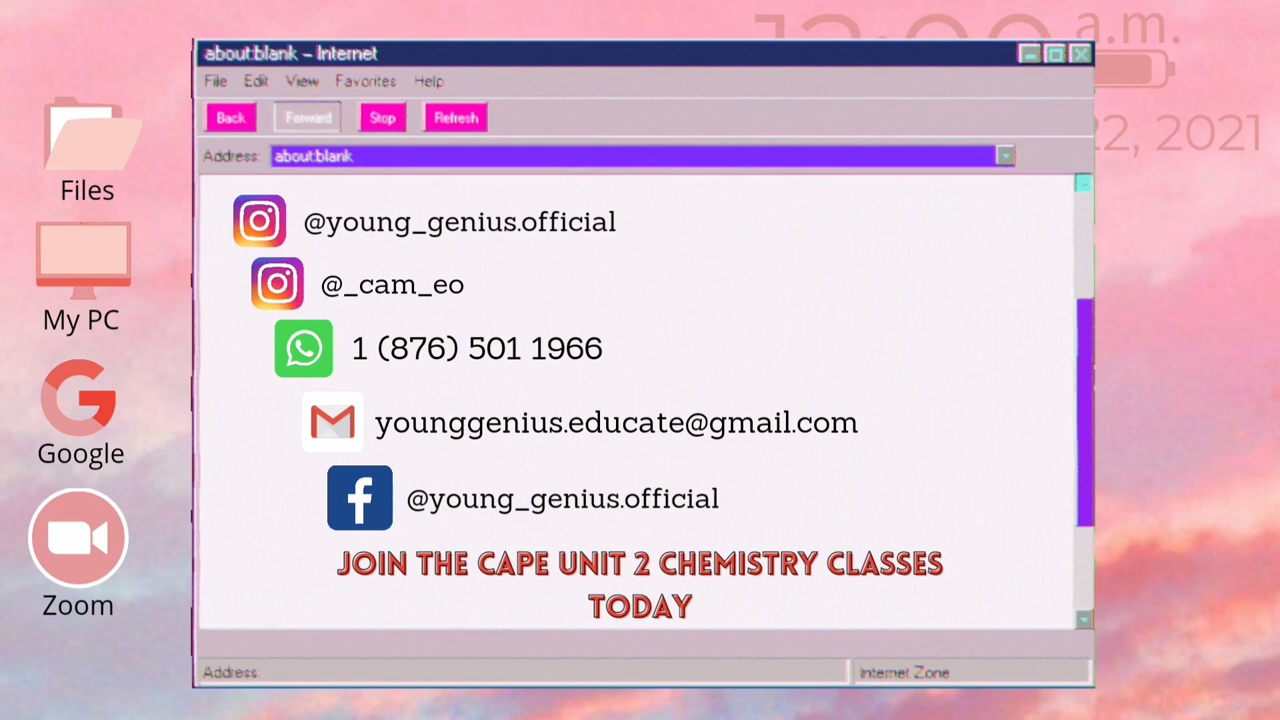 12:00 a.m.
22, 2021
about:blank – Internet
File Edit View Favorites Help
Back Forward Stop Refresh
Address: about:blank
Files
My PC
Google
Zoom
@young_genius.official
@_cam_eo
1 (876) 501 1966
younggenius.educate@gmail.com
@young_genius.official
JOIN THE CAPE UNIT 2 CHEMISTRY CLASSES
TODAY
Address:
Internet Zone